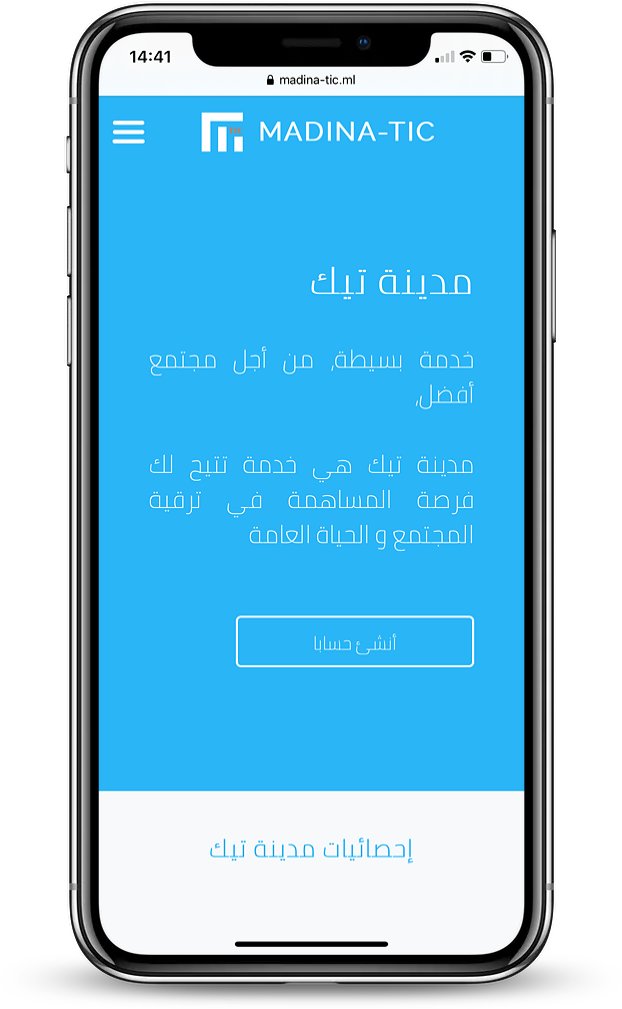 14:41
madina-tic.ml
MADINA-TIC
مدينة تيك
خدمة بسيطة, من أجل مجتمع
أفضل,
مدينة تيك هي خدمة تتيح لك
فرصة المساهمة في ترقية
المجتمع و الحياة العامة
أنشئ حسابا
إحصائيات مدينة تيك